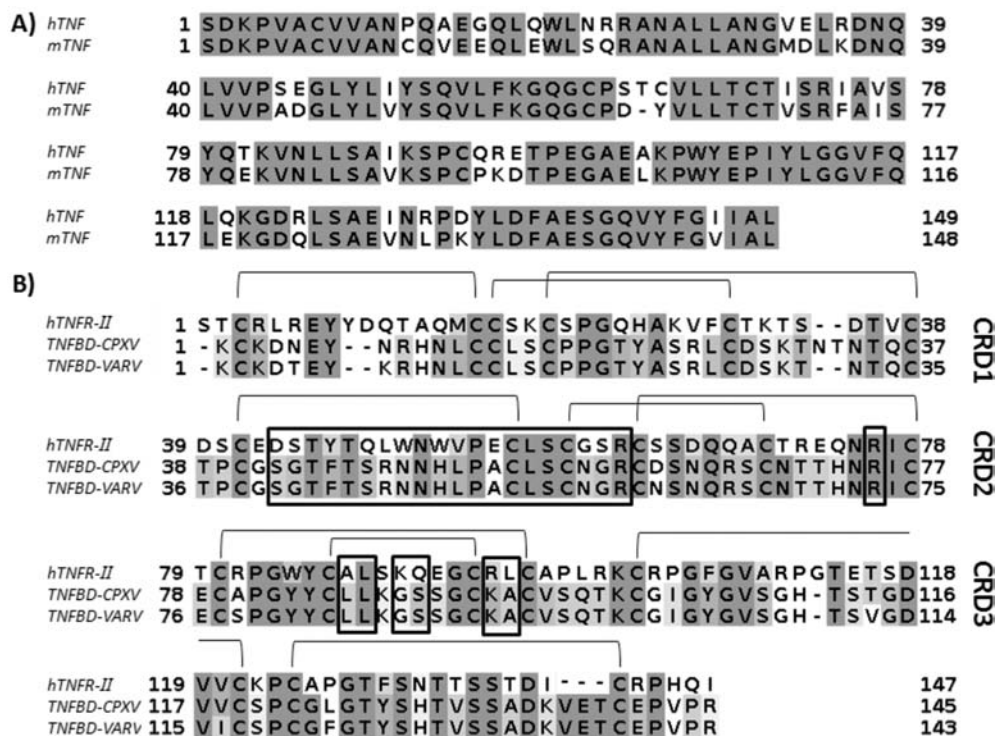 A)
hTNF 1 SDKPVACVVANPQAEGQLQWLNRRANALLANGVELRDNQ 39
mTNF 1 SDKPVACVVANCQVEEQLEWLSQRANALLANGMDLKDNQ 39
hTNF 40 LVVPSEGLYLIYSQVLFKGQGCPSTCVLLTCTISRIAVS 78
mTNF 40 LVVPADGLYLVYSQVLFKGQGCPD-YVLLTCTVSRFAIS 77
hTNF 79 YQTKVNLLSAIKSPCQRETPEGAEAKPWYEPIYLGGVFQ 117
mTNF 78 YQEKVNLLSAVKSPCPKDTPEGAELKPWYEPIYLGGVFQ 116
hTNF 118 LQKGDRLSAEINRPDYLDFAESGQVYFGIIAL 149
mTNF 117 LEKGDQLSAEVNLPKYLDFAESGQVYFGVIAL 148
B)
hTNFR-II 1 STCRLREYYDQTAQMCCSKCSPGQHAKVFCTKTS--DTVC 38
TNFBD-CPXV 1 -KCKDNEY--NRHNLCCLSCPPGTYASRLCDSKTNTNTQC 37
TNFBD-VARV 1 -KCKDTEY--KRHNLCCLSCPPGTYASRLCDSKT--NTQC 35
CRD1
hTNFR-II 39 DSCEDSTYTQLWNWVPECLSCGSRCSSDQQACTREQNRIC 78
TNFBD-CPXV 38 TPCGSGTFTSRNNHLPACLSCNGRCDSNQRSCNTTHNRIC 77
TNFBD-VARV 36 TPCGSGTFTSRNNHLPACLSCNGRCNSNQRSCNTTHNRIC 75
CRD2
hTNFR-II 79 TCRPGWYCALSKQEGCRLCAPLRKCRPGFGVARPGTETSD 118
TNFBD-CPXV 78 ECAPGYYCLLKGSSGCKACVSQTKCGIGYGVSGH-TSTGD 116
TNFBD-VARV 76 ECSPGYYCLLKGSSGCKACVSQTKCGIGYGVSGH-TSVGD 114
CRD3
hTNFR-II 119 VVCKPCAPGTFSNTTSSTDI---CRPHQI 147
TNFBD-CPXV 117 VVCSPCGLGTYSHTVSSADKVETCEPVPR 145
TNFBD-VARV 115 VICSPCGFGTYSHTVSSADKVETCEPVPR 143